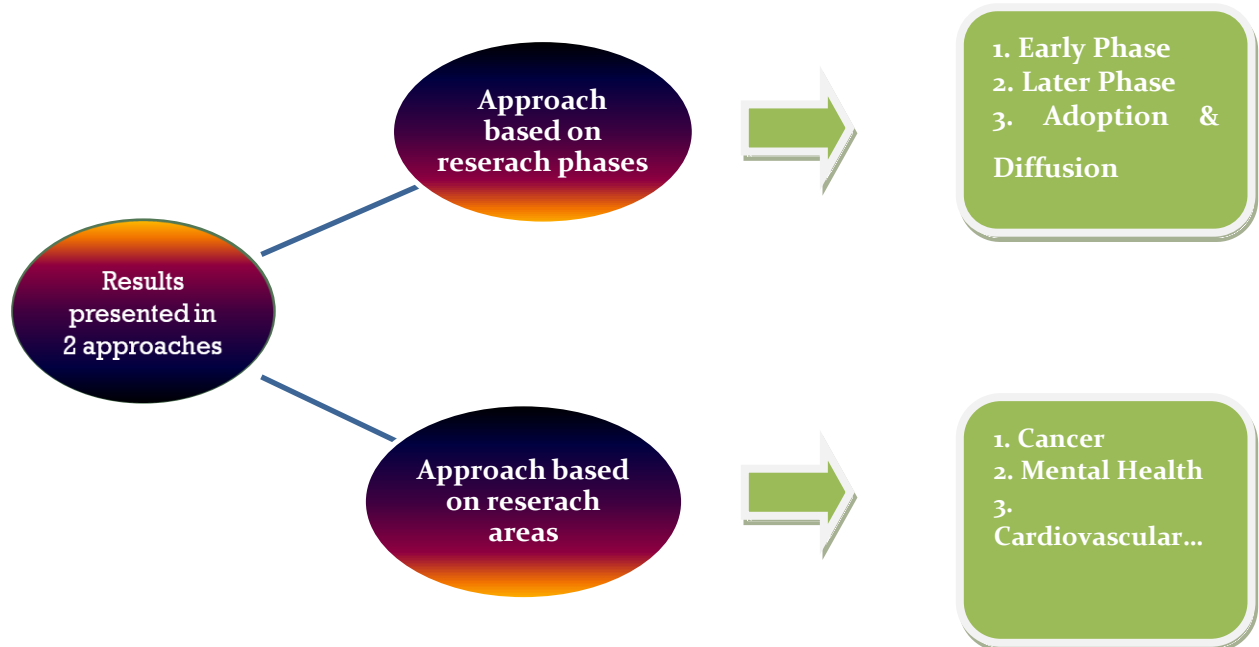 Results
presented in
2 approaches
Approach
based on
reserach phases
1. Early Phase
2. Later Phase
3. Adoption &
Diffusion
Approach based
on reserach
areas
1. Cancer
2. Mental Health
3.
Cardiovascular...